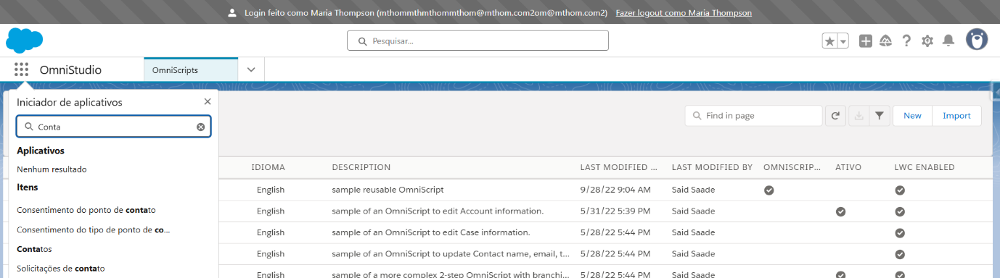 Login feito como Maria Thompson (mthommthmthommthom@mthom.com2om@mthom.com2) Fazer logout como Maria Thompson
Pesquisar...
OmniStudio OmniScripts
Iniciador de aplicativos
Conta
Aplicativos
Nenhum resultado
Itens
Consentimento do ponto de contato
Consentimento do tipo de ponto de co...
Contatos
Solicitações de contato
Find in page New Import
IDIOMA DESCRIPTION LAST MODIFIED ... LAST MODIFIED BY OMNISCRIP... ATIVO LWC ENABLED
English sample reusable OmniScript 9/28/22 9:04 AM Said Saade
English sample of an OmniScript to edit Account information. 5/31/22 5:39 PM Said Saade
English sample of an OmniScript to edit Case information. 5/28/22 5:44 PM Said Saade
English sample of an OmniScript to update Contact name, email, t... 5/28/22 5:44 PM Said Saade
English sample of a more complex 2-step OmniScript with branchi... 5/28/22 5:44 PM Said Saade